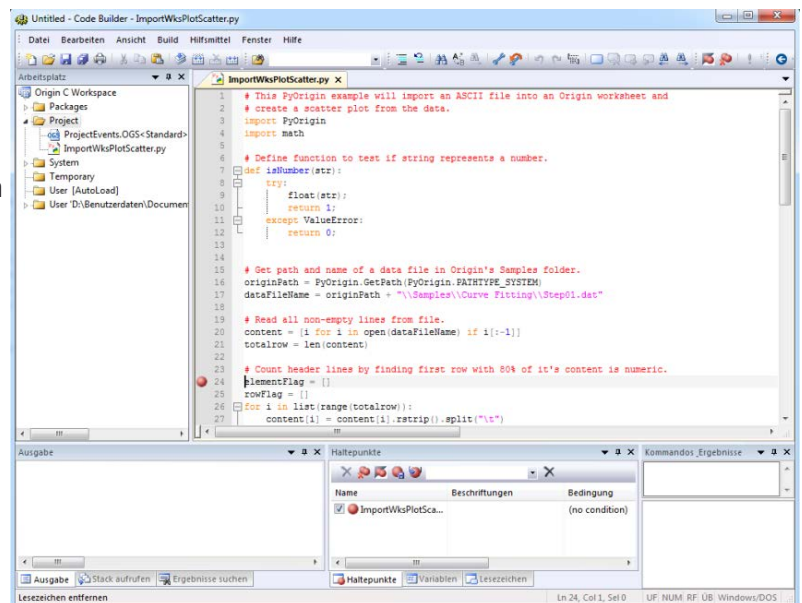 Untitled - Code Builder - ImportWksPlotScatter.py
Datei Bearbeiten Ansicht Build Hilfsmittel Fenster Hilfe
Arbeitsplatz
Origin C Workspace
Packages
Project
ProjectEvents.OGS<Standard>
ImportWksPlotScatter.py
System
Temporary
User [AutoLoad]
User 'D:\Benutzerdaten\Documen
ImportWksPlotScatter.py
1 # This PyOrigin example will import an ASCII file into an Origin worksheet and
2 # create a scatter plot from the data.
3 import PyOrigin
4 import math
5
6 # Define function to test if string represents a number.
7 def isNumber(str):
8 try:
9 float(str);
10 return 1;
11 except ValueError:
12 return 0;
13
14
15 # Get path and name of a data file in Origin's Samples folder.
16 originPath = PyOrigin.GetPath(PyOrigin.PATHTYPE_SYSTEM)
17 dataFileName = originPath + "\\Samples\\Curve Fitting\\Step01.dat"
18
19 # Read all non-empty lines from file.
20 content = [i for i in open(dataFileName) if i[:-1]]
21 totalrow = len(content)
22
23 # Count header lines by finding first row with 80% of it's content is numeric.
24 elementFlag = []
25 rowFlag = []
26 for i in list(range(totalrow)):
27 content[i] = content[i].rstrip().split("\t")
Ausgabe
Ausgabe Stack aufrufen Ergebnisse suchen
Haltepunkte
Name Beschriftungen Bedingung
ImportWksPlotSca... (no condition)
Haltepunkte Variablen Lesezeichen
Kommandos_Ergebnisse
Lesezeichen entfernen
Ln 24, Col 1, Sel 0 UF NUM RF ÜB Windows/DOS